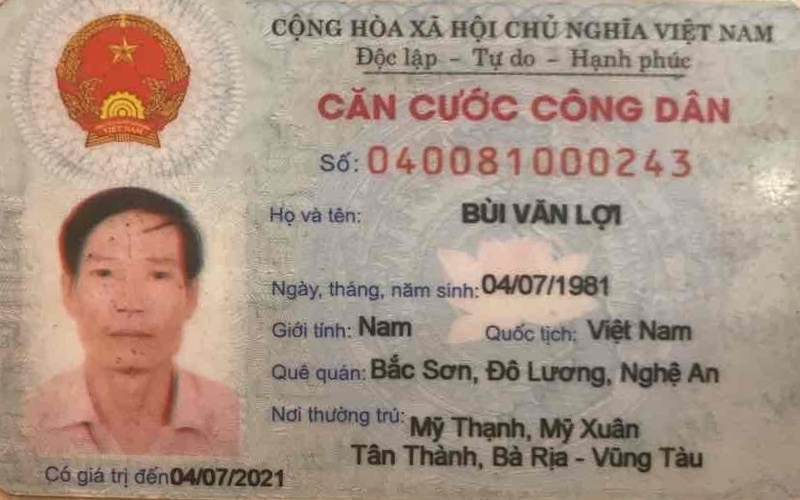 CỘNG HÒA XÃ HỘI CHỦ NGHĨA VIỆT NAM
Độc lập - Tự do - Hạnh phúc
CĂN CƯỚC CÔNG DÂN
Số: 040081000243
Họ và tên: BÙI VĂN LỢI
Ngày, tháng, năm sinh: 04/07/1981
Giới tính: Nam Quốc tịch: Việt Nam
Quê quán: Bắc Sơn, Đô Lương, Nghệ An
Nơi thường trú: Mỹ Thạnh, Mỹ Xuân
Tân Thành, Bà Rịa - Vũng Tàu
Có giá trị đến 04/07/2021
VIỆT NAM